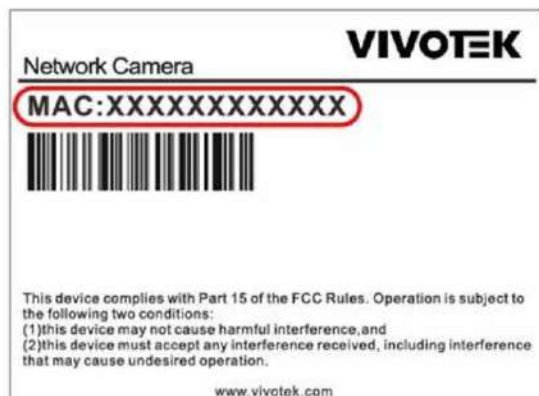 VIVOTEK
Network Camera
MAC:XXXXXXXXXXXX
This device complies with Part 15 of the FCC Rules. Operation is subject to
the following two conditions:
(1)this device may not cause harmful interference,and
(2)this device must accept any interference received, including interference
that may cause undesired operation.
www.vivotek.com